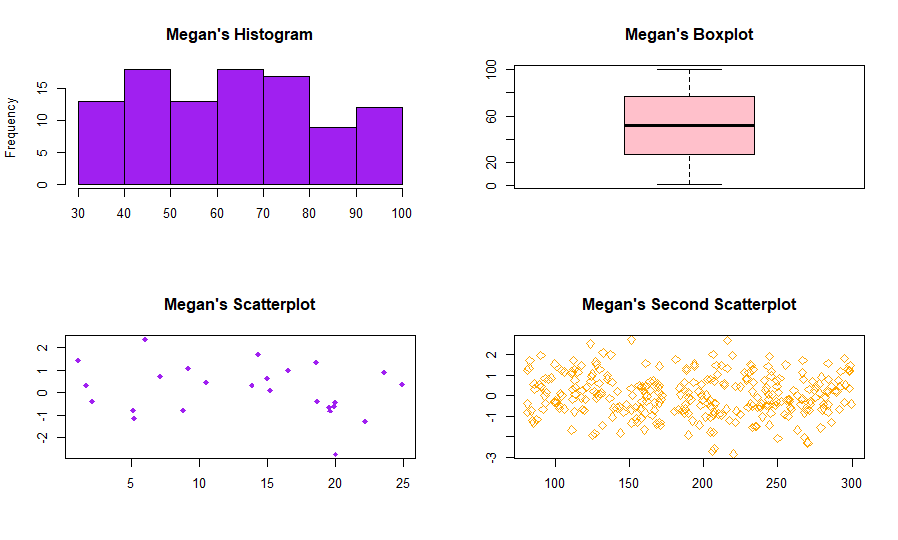 Megan's Histogram
Frequency
15
10
5
0
30 40 50 60 70 80 90 100
Megan's Boxplot
100
60
20
0
Megan's Scatterplot
2
1
0
-1
-2
5 10 15 20 25
Megan's Second Scatterplot
2
1
0
-1
-3
100 150 200 250 300